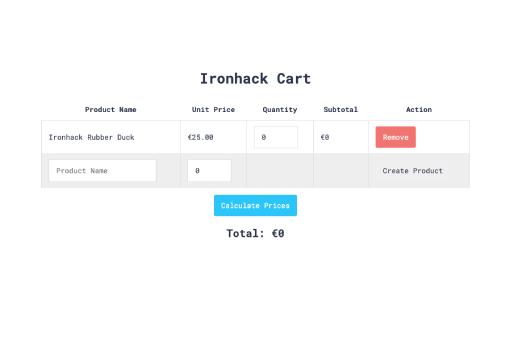 Ironhack Cart
Product Name Unit Price Quantity Subtotal Action
Ironhack Rubber Duck €25.00 0 €0 Remove
Product Name 0 Create Product
Calculate Prices
Total: €0